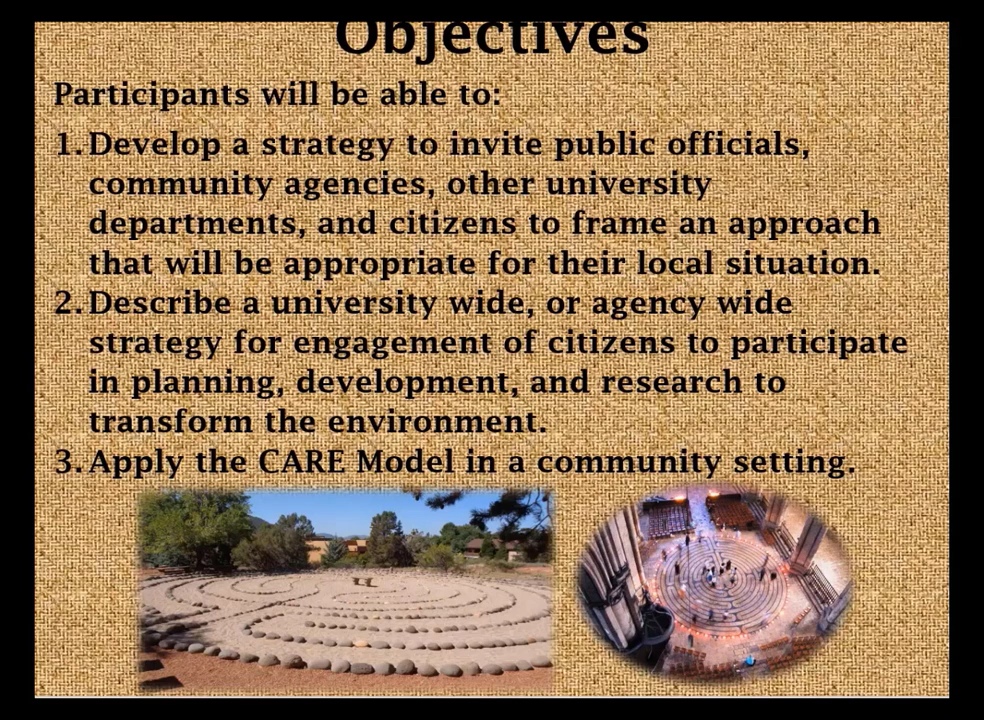 Objectives
Participants will be able to:
1. Develop a strategy to invite public officials,
community agencies, other university
departments, and citizens to frame an approach
that will be appropriate for their local situation.
2. Describe a university wide, or agency wide
strategy for engagement of citizens to participate
in planning, development, and research to
transform the environment.
3. Apply the CARE Model in a community setting.